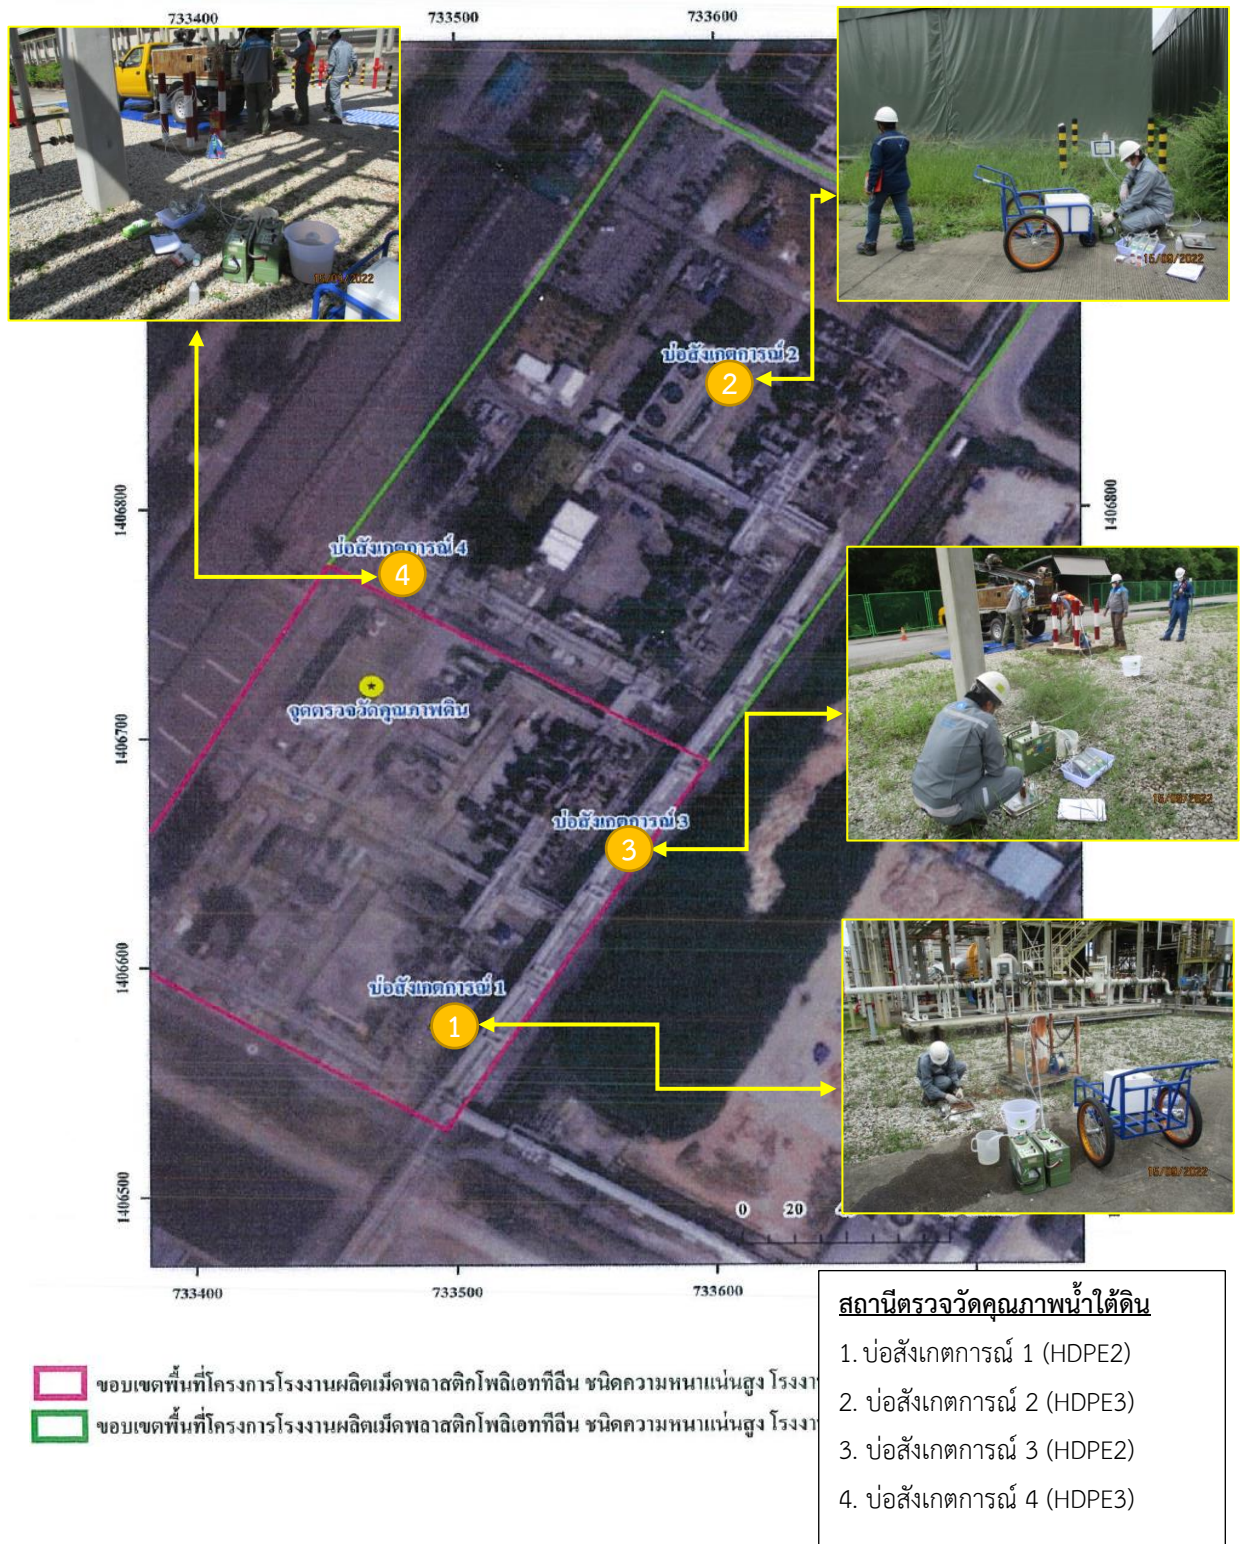 733400
733500
733600
15/09/2022
15/09/2022
บ่อสังเกตการณ์ 2
2
1406800
1406800
บ่อสังเกตการณ์ 4
4
จุดตรวจวัดคุณภาพดิน
1406700
15/09/2022
บ่อสังเกตการณ์ 3
3
1406600
บ่อสังเกตการณ์ 1
1
15/09/2022
1406500
0 20
733400
733500
733600
สถานีตรวจวัดคุณภาพน้ำใต้ดิน
1. บ่อสังเกตการณ์ 1 (HDPE2)
2. บ่อสังเกตการณ์ 2 (HDPE3)
3. บ่อสังเกตการณ์ 3 (HDPE2)
4. บ่อสังเกตการณ์ 4 (HDPE3)
ขอบเขตพื้นที่โครงการโรงงานผลิตเม็ดพลาสติกโพลิเอททีลีน ชนิดความหนาแน่นสูง
ขอบเขตพื้นที่โครงการโรงงานผลิตเม็ดพลาสติกโพลิเอททีลีน ชนิดความหนาแน่นสูง